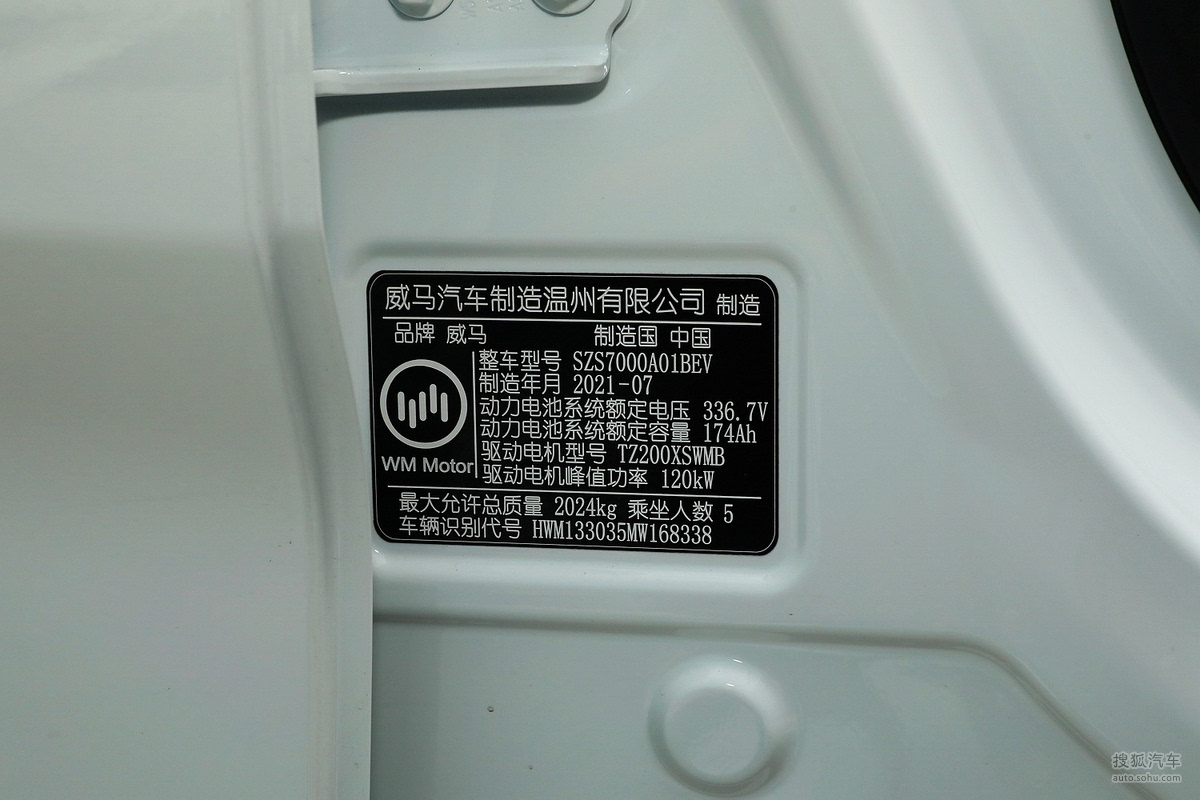 威马汽车制造温州有限公司 制造
品牌 威马 制造国 中国
整车型号 SZS7000A01BEV
制造年月 2021-07
动力电池系统额定电压 336.7V
动力电池系统额定容量 174Ah
驱动电机型号 TZ200XSWMB
驱动电机峰值功率 120kW
WM Motor
最大允许总质量 2024kg 乘坐人数 5
车辆识别代号 HWM133035MW168338
搜狐汽车
auto.sohu.com